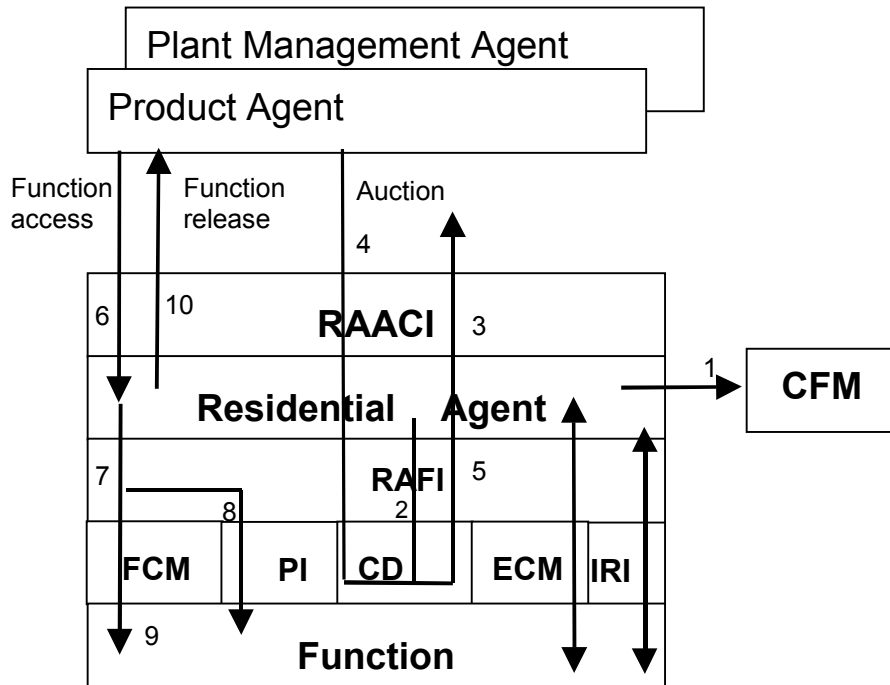 Plant Management Agent
Product Agent
Function
access
Function
release
Auction
4
6
10
RAACI
3
1
CFM
Residential Agent
7
RAFI
5
8
2
FCM
PI
CD
ECM
IRI
9
Function